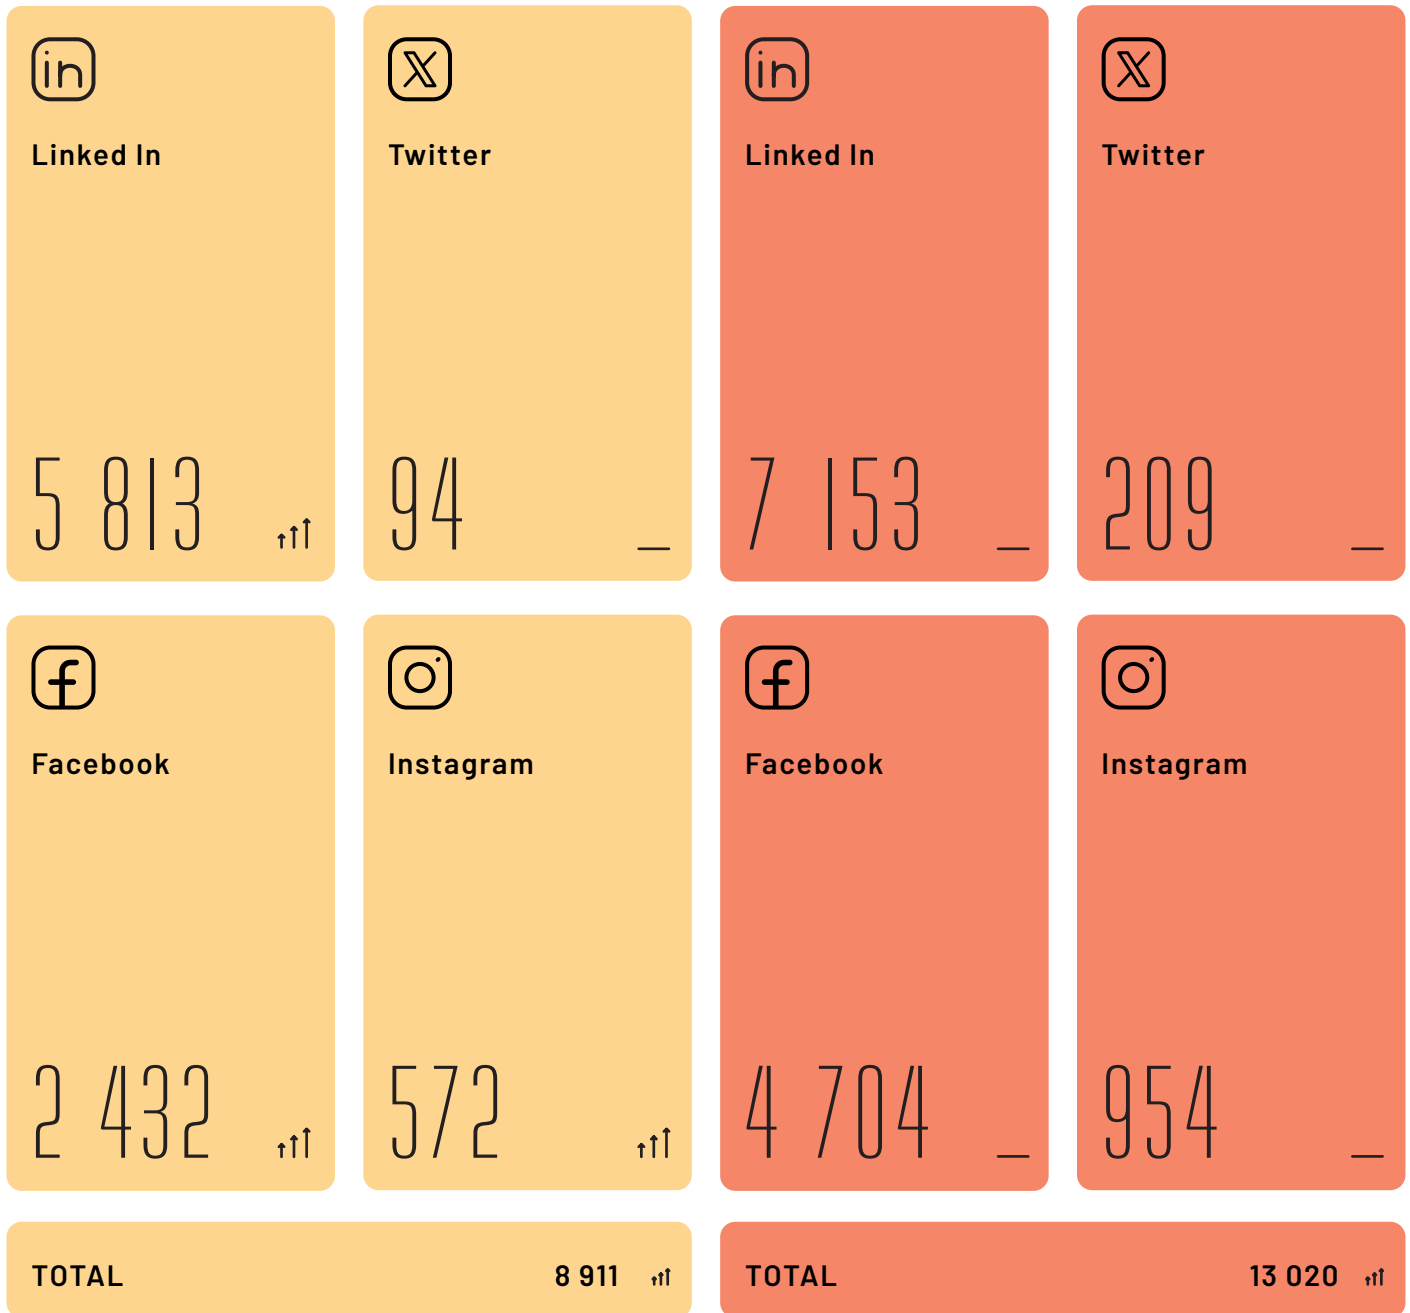 Linked In
5 813
Twitter
94
Linked In
7 153
Twitter
209
Facebook
2 432
Instagram
572
Facebook
4 704
Instagram
954
TOTAL 8 911
TOTAL 13 020